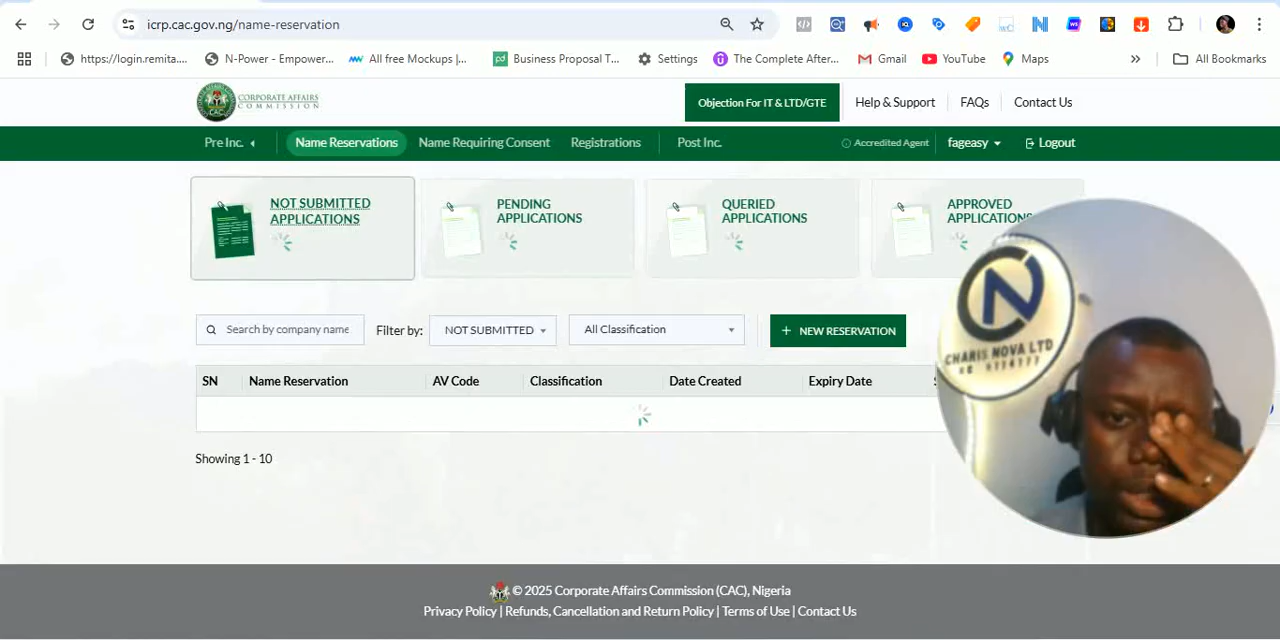 icrp.cac.gov.ng/name-reservation
https://login.remita....
N-Power - Empower...
All free Mockups |...
Business Proposal T...
Settings
The Complete After...
Gmail
YouTube
Maps
All Bookmarks
CORPORATE AFFAIRS
COMMISSION
CAC
Objection For IT & LTD/GTE
Help & Support
FAQs
Contact Us
Pre Inc.
Name Reservations
Name Requiring Consent
Registrations
Post Inc.
Accredited Agent
fageasy
Logout
NOT SUBMITTED
APPLICATIONS
PENDING
APPLICATIONS
QUERIED
APPLICATIONS
APPROVED
APPLICATIONS
Search by company name
Filter by:
NOT SUBMITTED
All Classification
+ NEW RESERVATION
SN
Name Reservation
AV Code
Classification
Date Created
Expiry Date
Showing 1 - 10
CHARIS NOVA LTD
© 2025 Corporate Affairs Commission (CAC), Nigeria
Privacy Policy | Refunds, Cancellation and Return Policy | Terms of Use | Contact Us